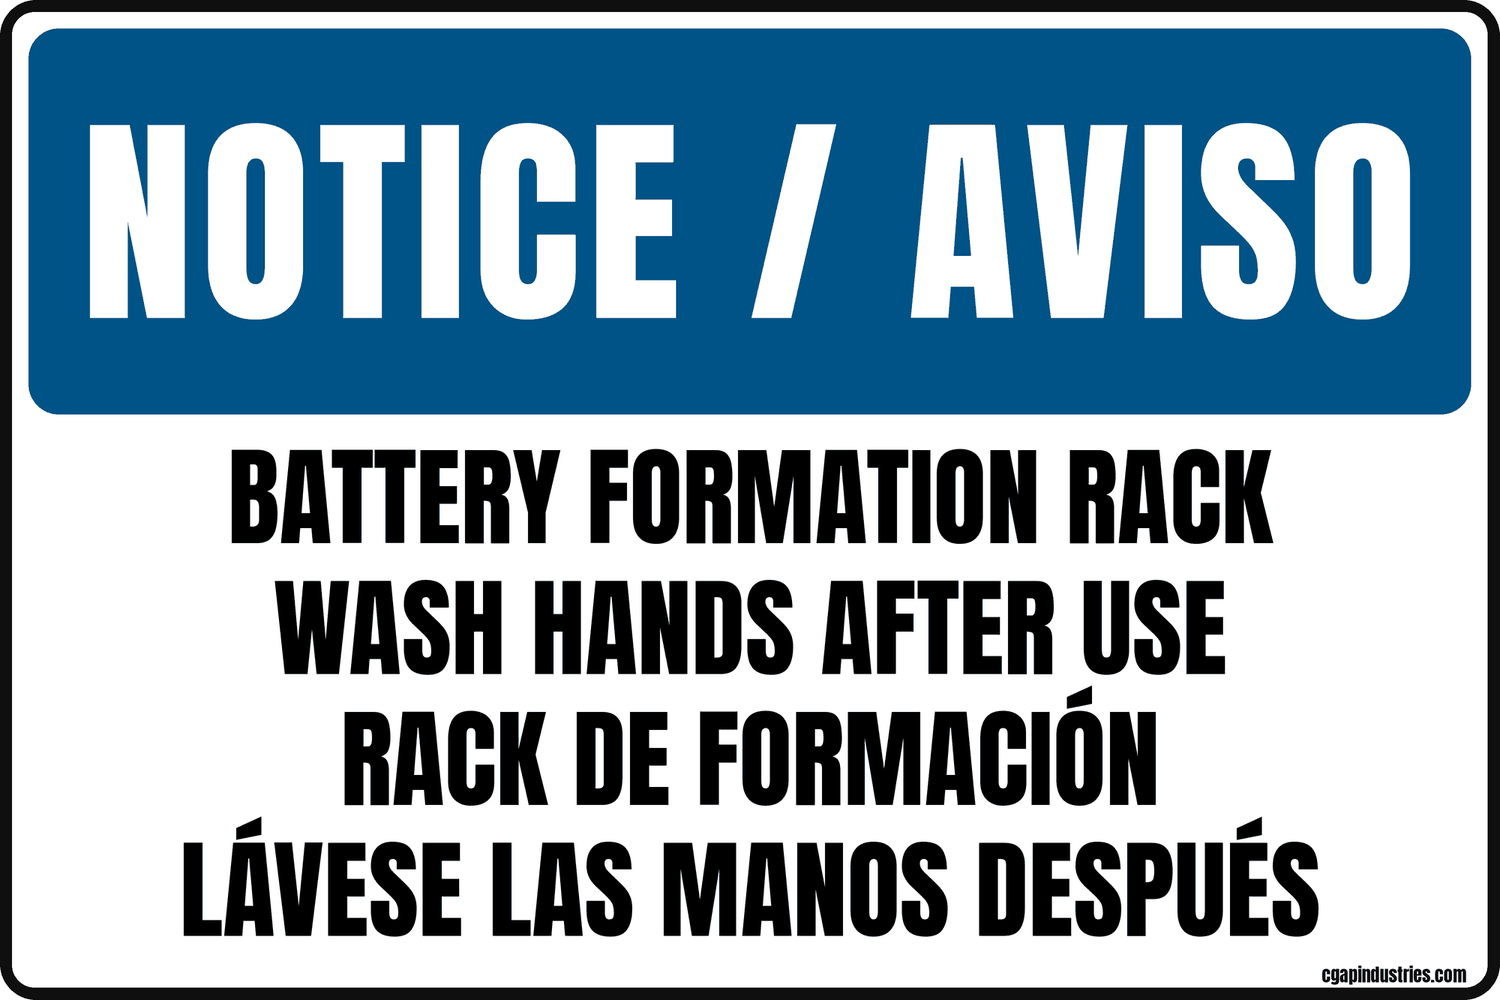 NOTICE / AVISO
BATTERY FORMATION RACK
WASH HANDS AFTER USE
RACK DE FORMACIÓN
LÁVESE LAS MANOS DESPUÉS
cgapindustries.com